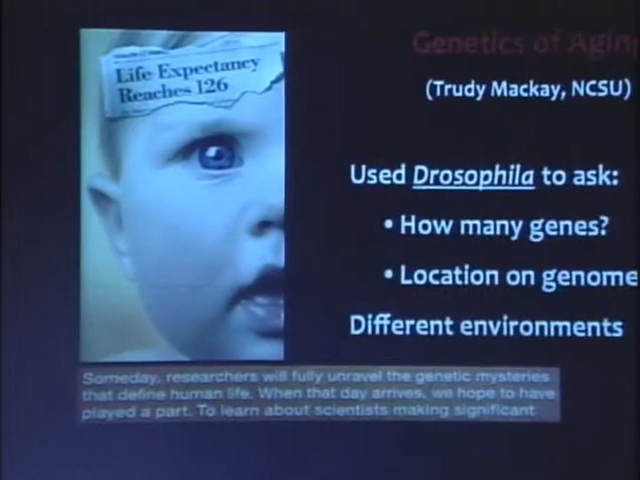 Life Expectancy
Reaches 126
Genetics of Aging
(Trudy Mackay, NCSU)
Used Drosophila to ask:
• How many genes?
• Location on genome
Different environments
Someday, researchers will fully unravel the genetic mysteries
that define human life. When that day arrives, we hope to have
played a part. To learn about scientists making significant